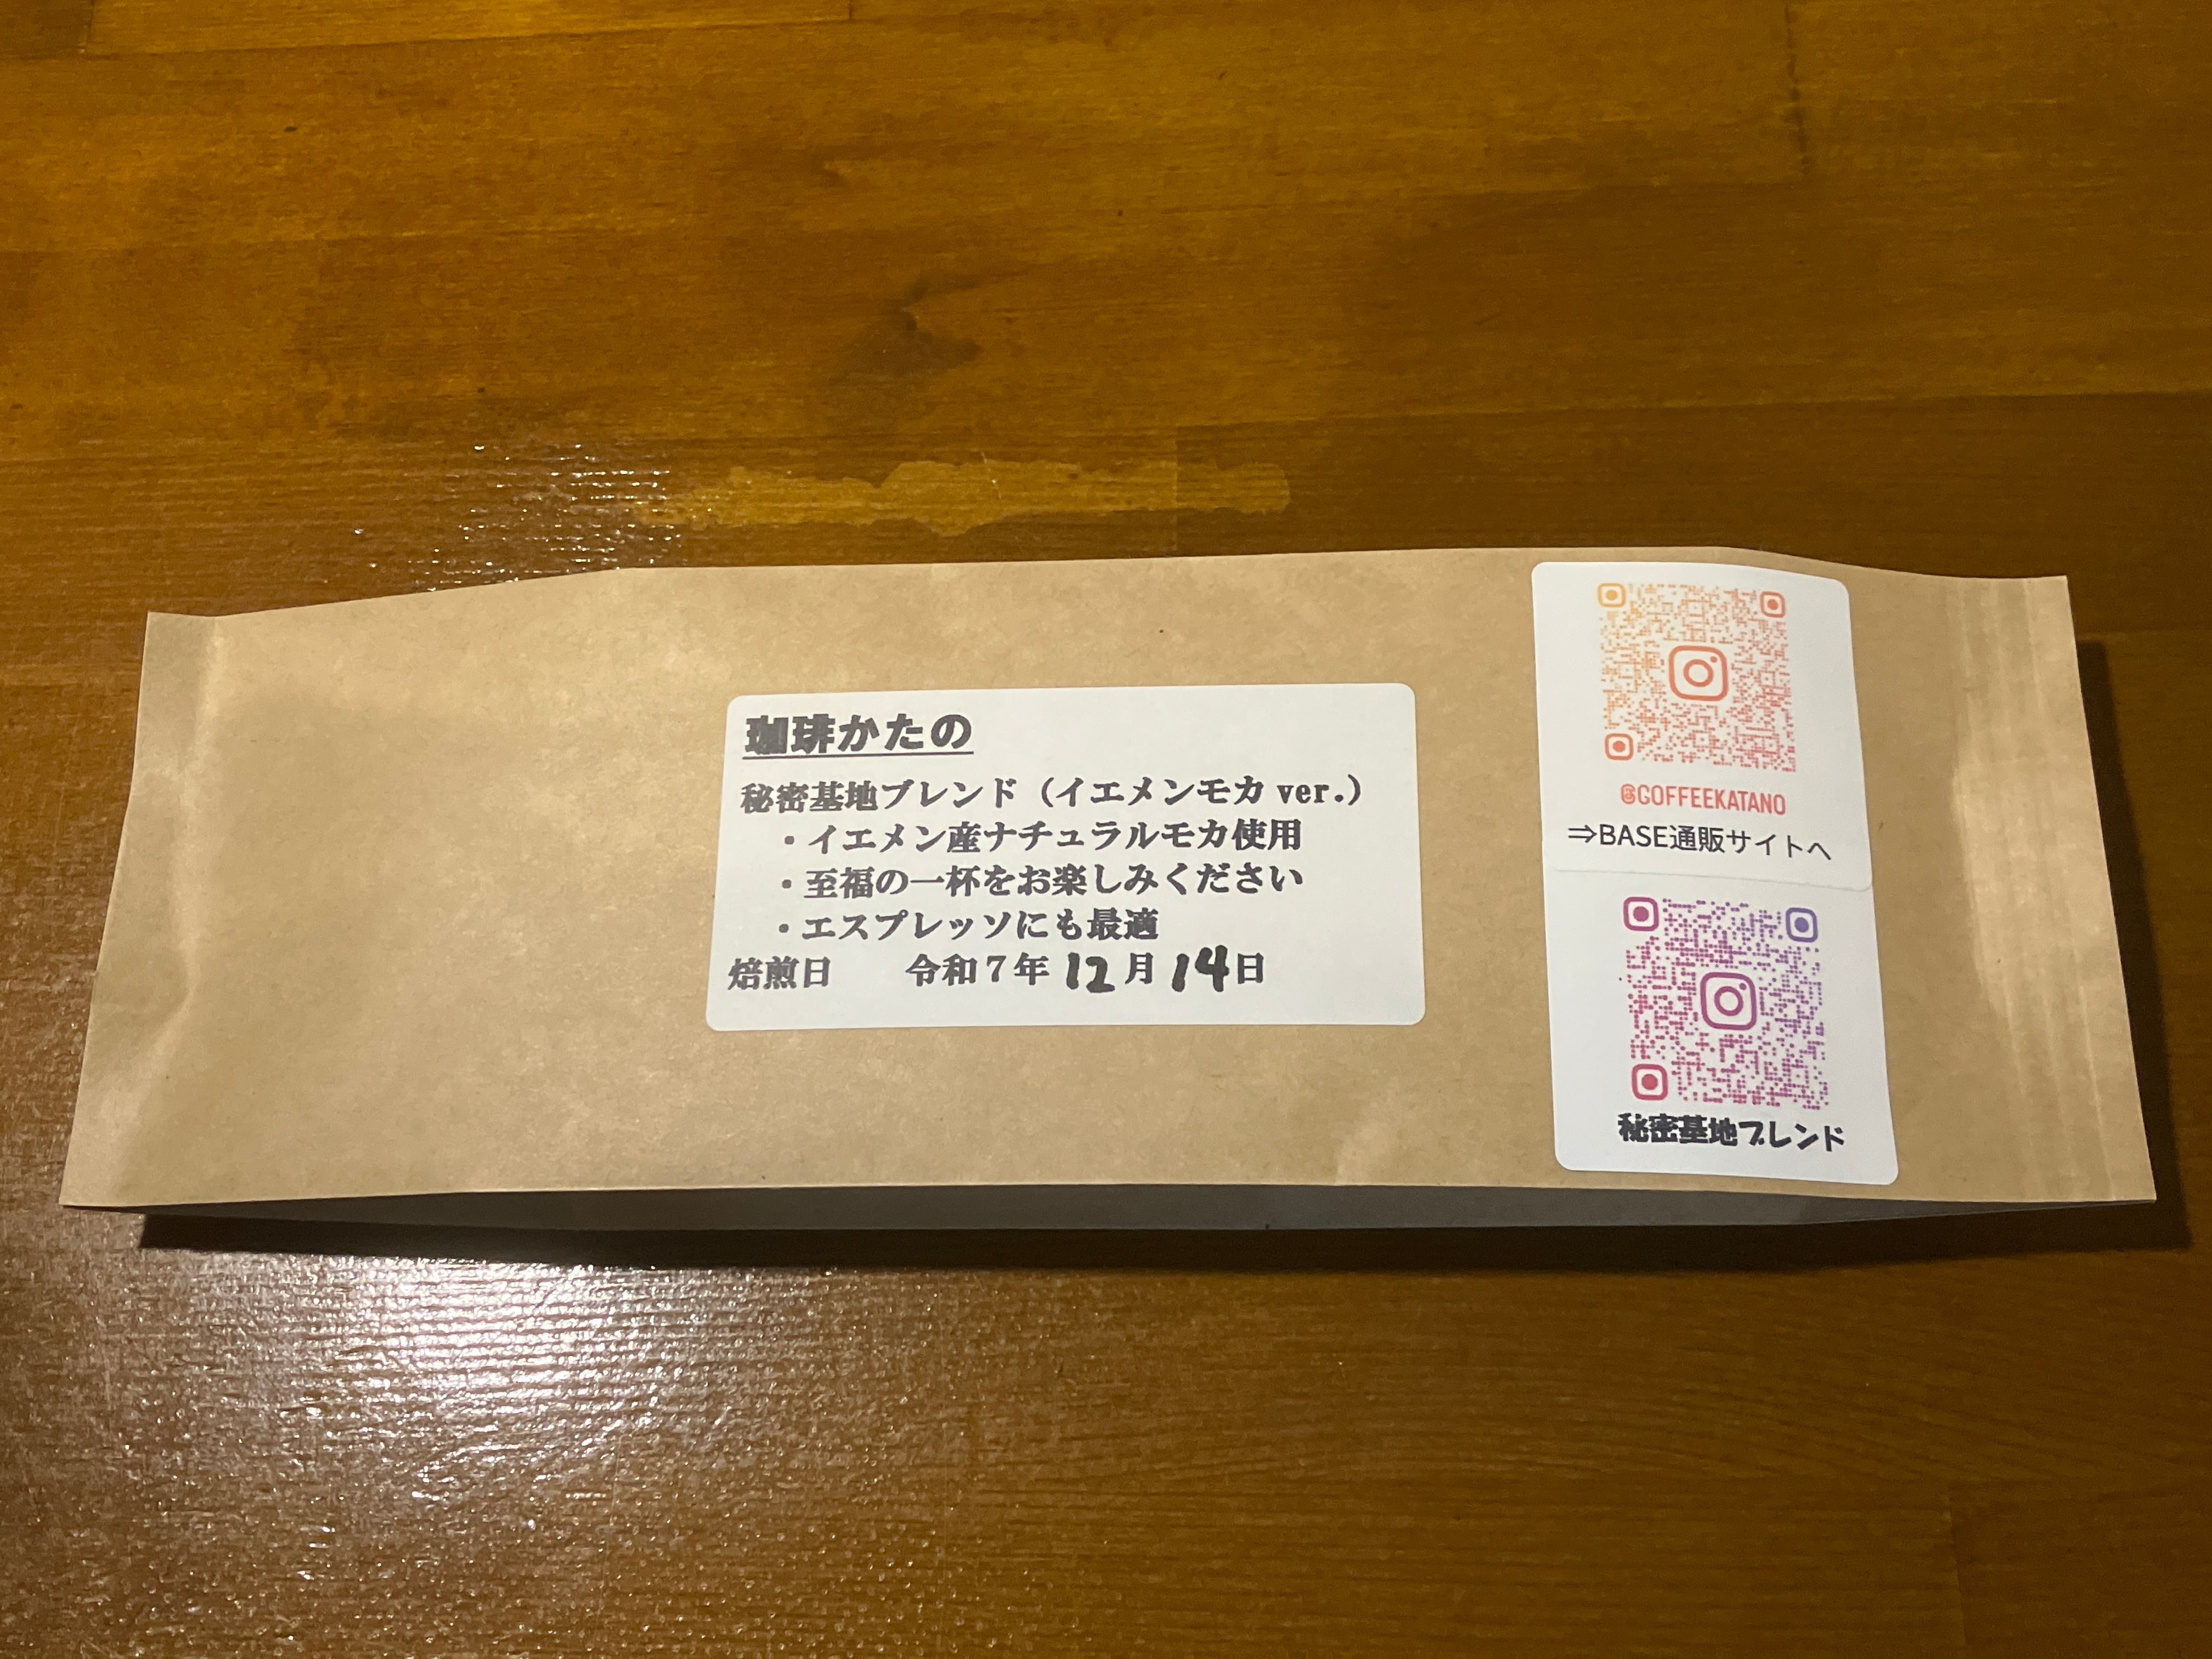 珈琲かたの
秘密基地ブレンド（イエメンモカ ver.）
・イエメン産ナチュラルモカ使用
・至福の一杯をお楽しみください
・エスプレッソにも最適
焙煎日 令和７年 12月 14日
@GOFFEEKATANO
⇒BASE通販サイトへ
秘密基地ブレンド